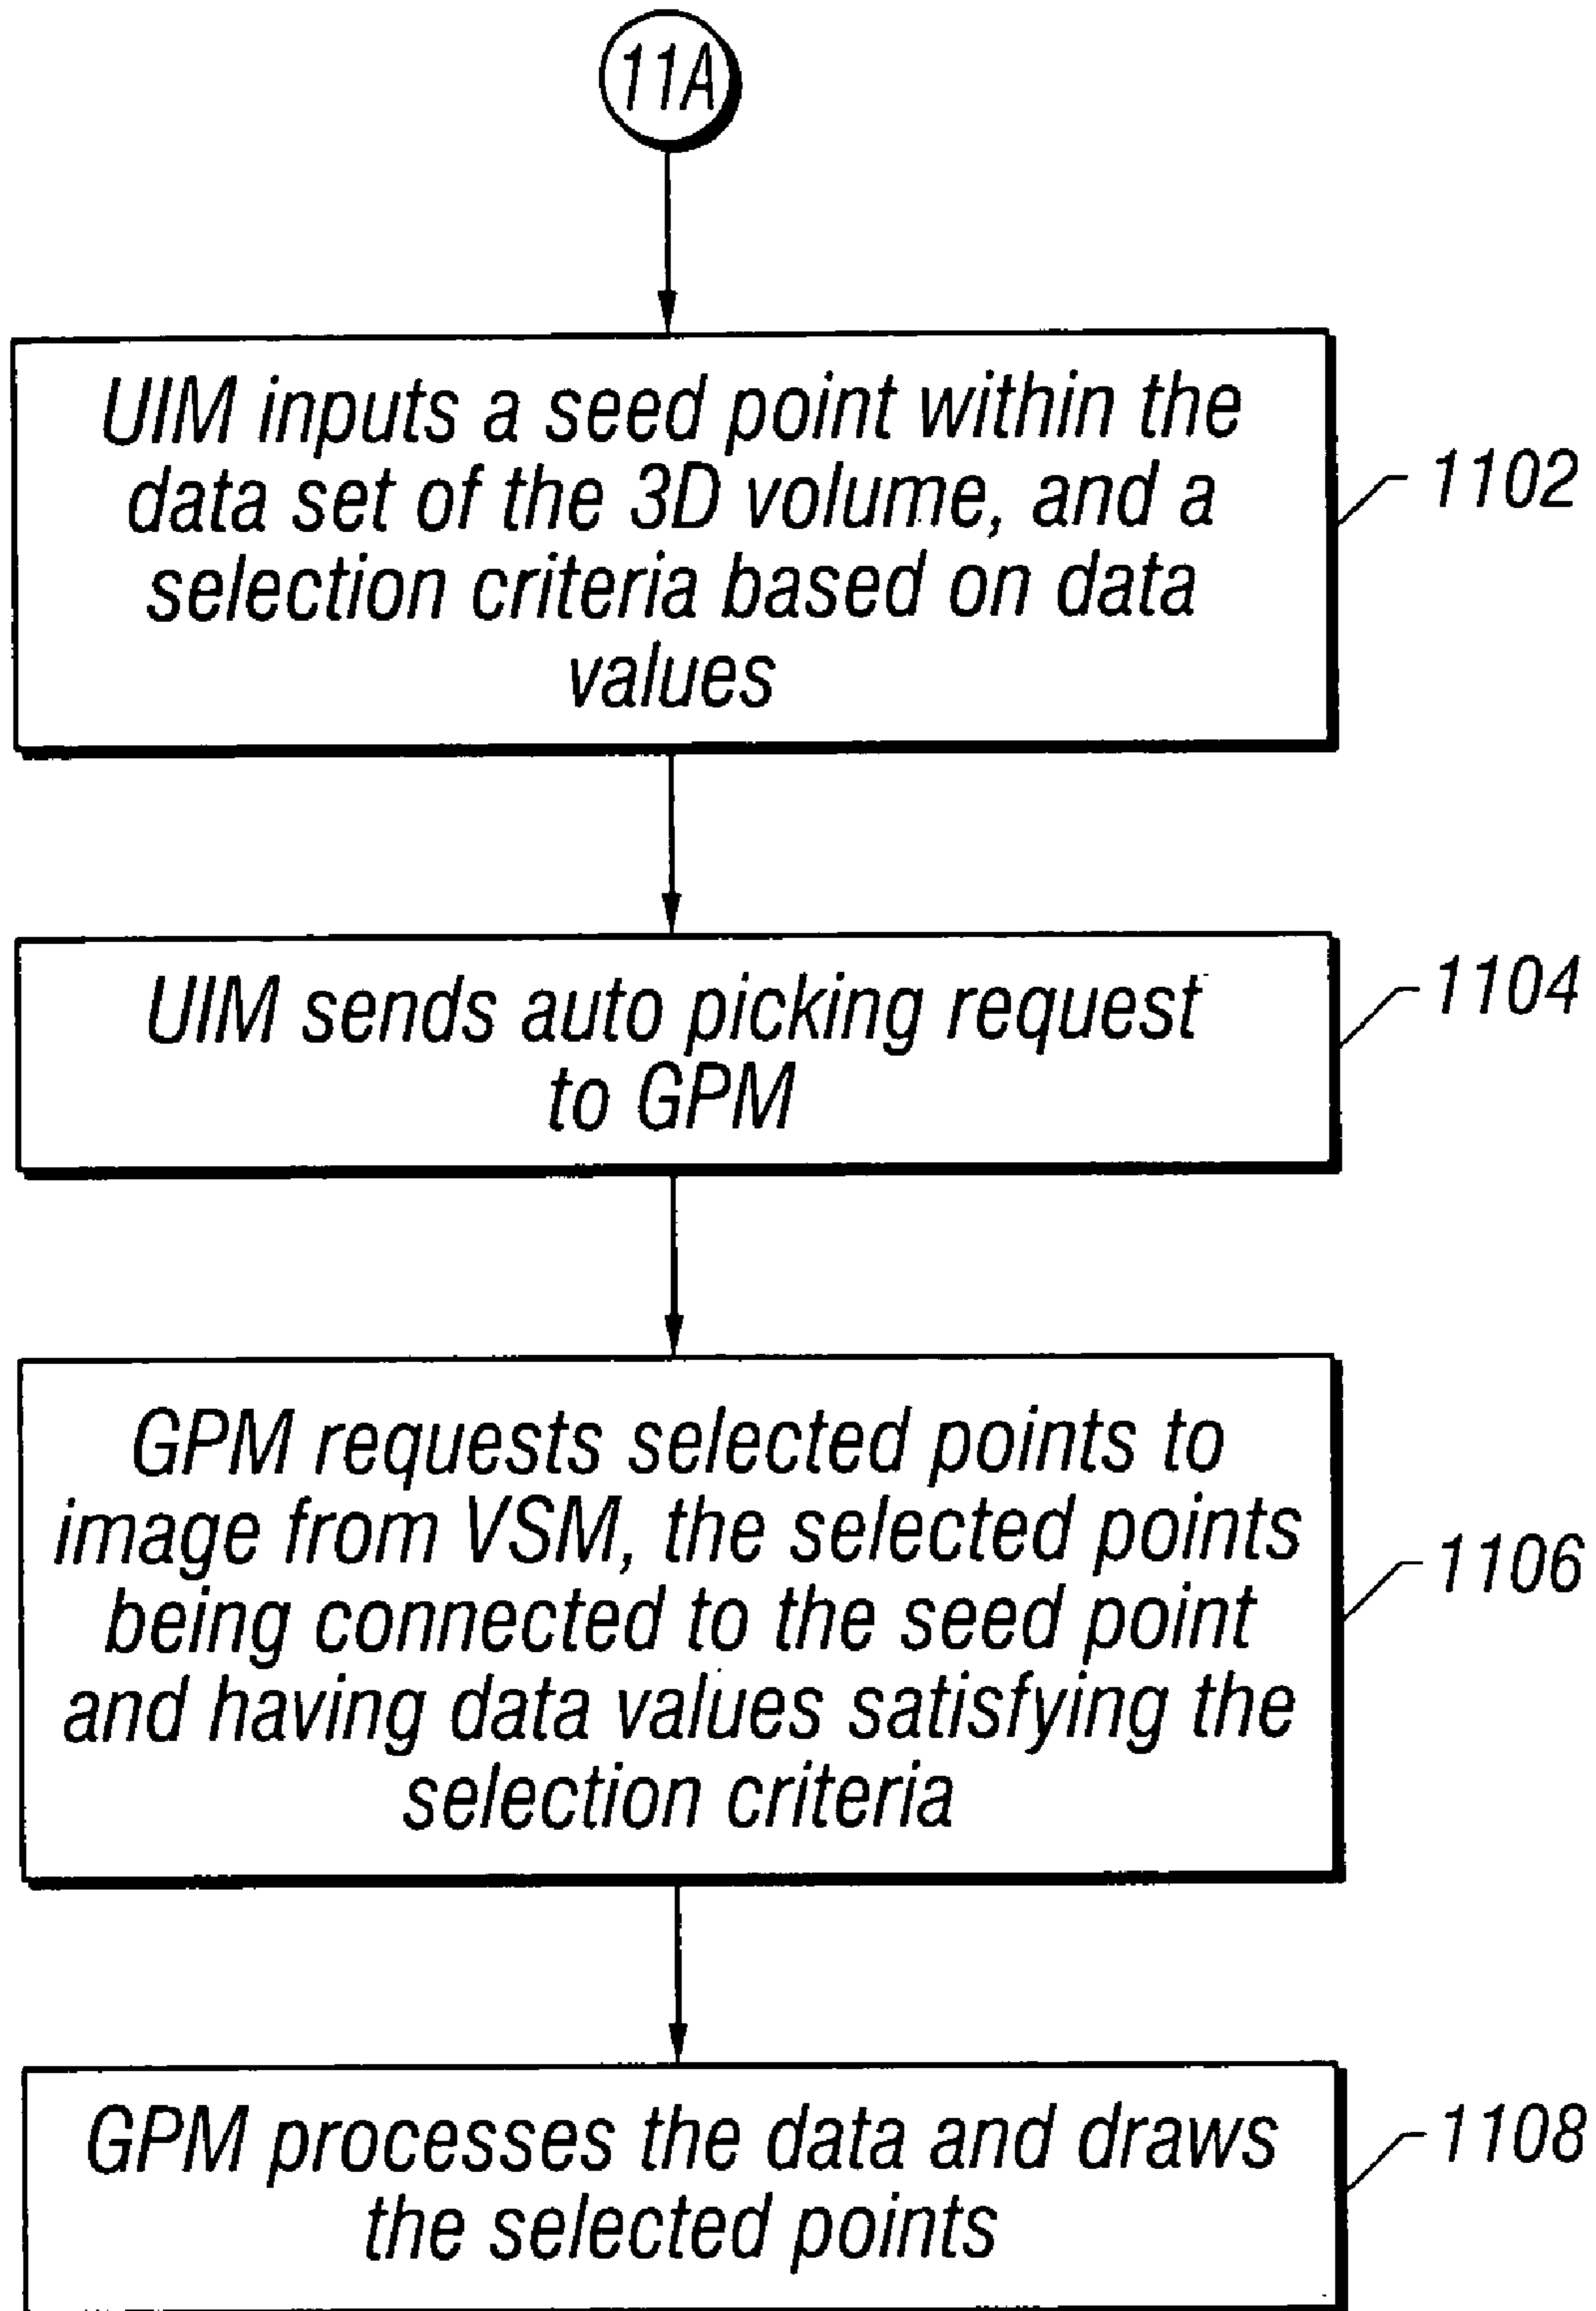 11A
UIM inputs a seed point within the
data set of the 3D volume, and a
selection criteria based on data
values
1102
UIM sends auto picking request
to GPM
1104
GPM requests selected points to
image from VSM, the selected points
being connected to the seed point
and having data values satisfying the
selection criteria
1106
GPM processes the data and draws
the selected points
1108